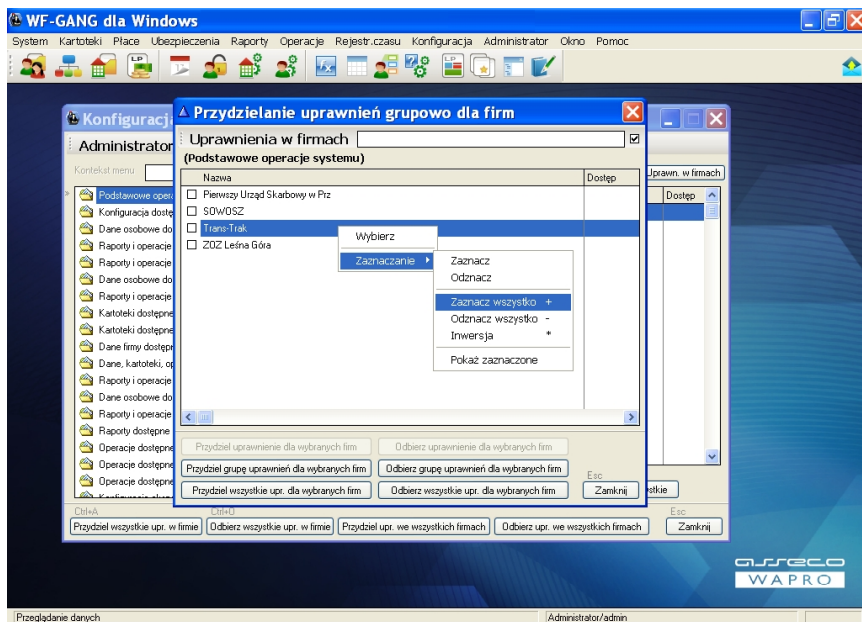 WF-GANG dla Windows
System Kartoteki Płace Ubezpieczenia Raporty Operacje Rejestr.czasu Konfiguracja Administrator Okno Pomoc
Konfiguracja
Administrator
Kontekst menu
Uprawn. w firmach
Dostęp
Podstawowe opera
Konfiguracja dostę
Dane osobowe do
Raporty i operacje
Raporty i operacje
Dane osobowe do
Raporty i operacje
Kartoteki dostępne
Kartoteki dostępne
Dane firmy dostępn
Dane, kartoteki, op
Raporty i operacje
Dane osobowe do
Raporty i operacje
Raporty dostępne
Operacje dostępne
Operacje dostępne
Operacje dostępne
Przydzielanie uprawnień grupowo dla firm
Uprawnienia w firmach
(Podstawowe operacje systemu)
Nazwa Dostęp
Pierwszy Urząd Skarbowy w Prz
SOWOSZ
Trans-Trak
ZOZ Leśna Góra
Wybierz
Zaznaczanie
Zaznacz
Odznacz
Zaznacz wszystko +
Odznacz wszystko -
Inwersja *
Pokaż zaznaczone
Przydziel uprawnienie dla wybranych firm Odbierz uprawnienie dla wybranych firm
Przydziel grupę uprawnień dla wybranych firm Odbierz grupę uprawnień dla wybranych firm
Esc
Przydziel wszystkie upr. dla wybranych firm Odbierz wszystkie upr. dla wybranych firm Zamknij
stkie
Ctrl+A Ctrl+O Esc
Przydziel wszystkie upr. w firmie Odbierz wszystkie upr. w firmie Przydziel upr. we wszystkich firmach Odbierz upr. we wszystkich firmach Zamknij
asseco
WAPRO
Przeglądanie danych Administrator/admin